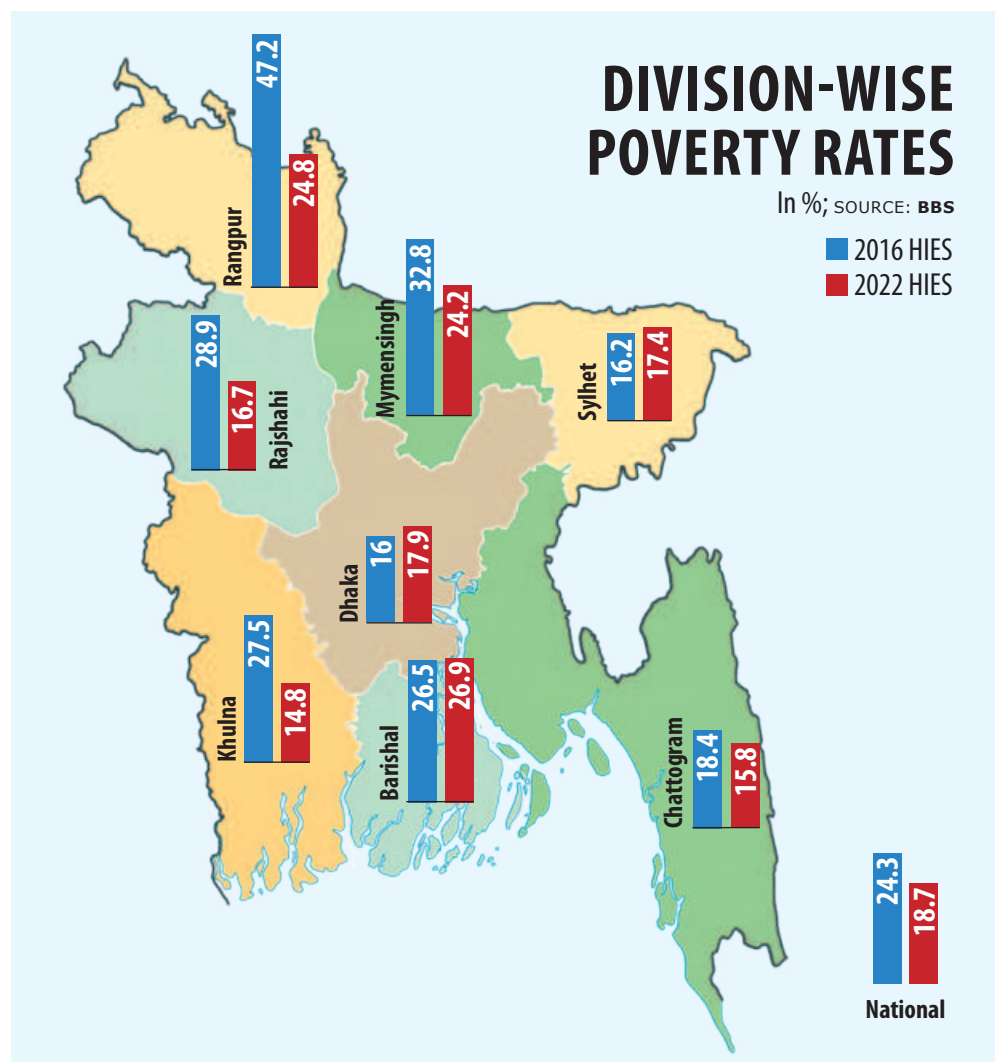 DIVISION-WISE
POVERTY RATES
In %; SOURCE: BBS
2016 HIES
2022 HIES
Rangpur
47.2
24.8
Mymensingh
32.8
24.2
28.9
16.7
Rajshahi
Sylhet
16.2
17.4
Dhaka
16
17.9
Khulna
27.5
14.8
Barishal
26.5
26.9
Chattogram
18.4
15.8
24.3
18.7
National